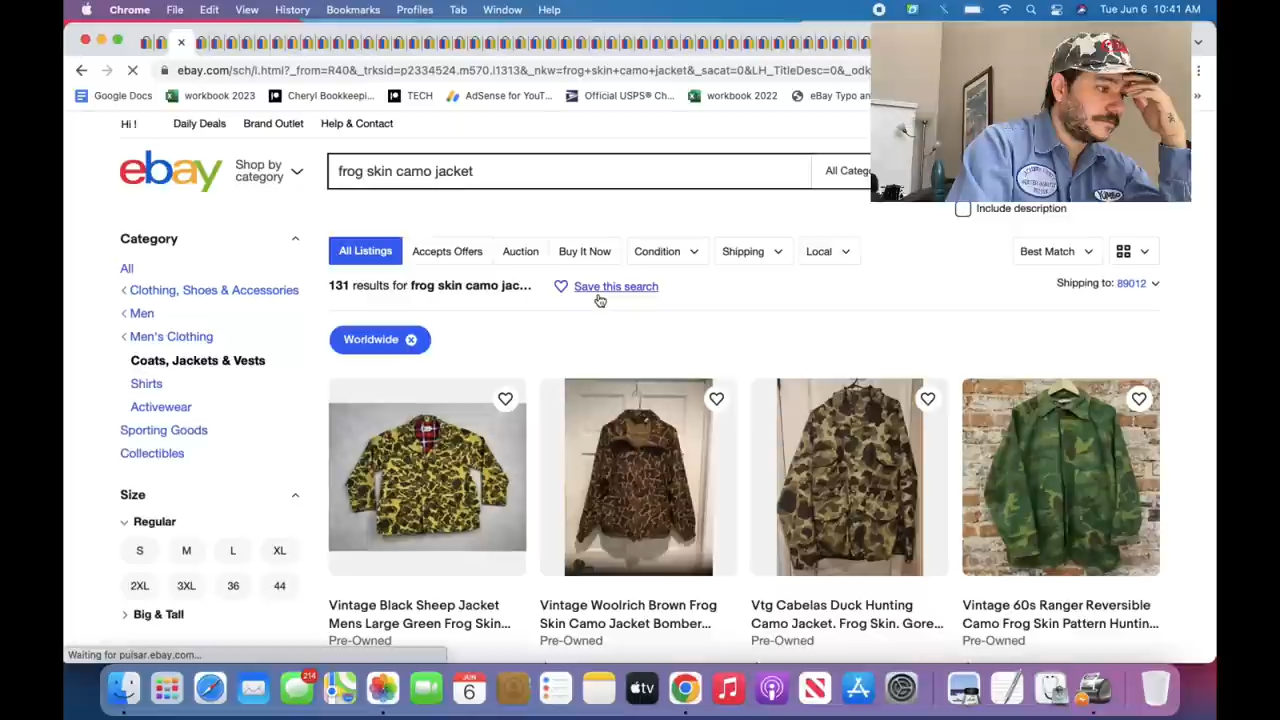 Chrome File Edit View History Bookmarks Profiles Tab Window Help Tue Jun 6 10:41 AM
ebay.com/sch/i.html?_from=R40&_trksid=p2334524.m570.l1313&_nkw=frog+skin+camo+jacket&_sacat=0&LH_TitleDesc=0&_odk
Google Docs workbook 2023 Cheryl Bookkeepi... TECH AdSense for YouT... Official USPS® Ch... workbook 2022 eBay Typo an
Hi ! Daily Deals Brand Outlet Help & Contact
ebay Shop by category frog skin camo jacket All Categ
Include description
Category
All
Clothing, Shoes & Accessories
Men
Men's Clothing
Coats, Jackets & Vests
Shirts
Activewear
Sporting Goods
Collectibles
Size
Regular
S M L XL
2XL 3XL 36 44
Big & Tall
All Listings Accepts Offers Auction Buy It Now Condition Shipping Local Best Match
131 results for frog skin camo jac... Save this search Shipping to: 89012
Worldwide
Vintage Black Sheep Jacket
Mens Large Green Frog Skin...
Pre-Owned
Vintage Woolrich Brown Frog
Skin Camo Jacket Bomber...
Pre-Owned
Vtg Cabelas Duck Hunting
Camo Jacket. Frog Skin. Gore...
Pre-Owned
Vintage 60s Ranger Reversible
Camo Frog Skin Pattern Huntin...
Pre-Owned
Waiting for pulsar.ebay.com...
214
JUN
6
tv